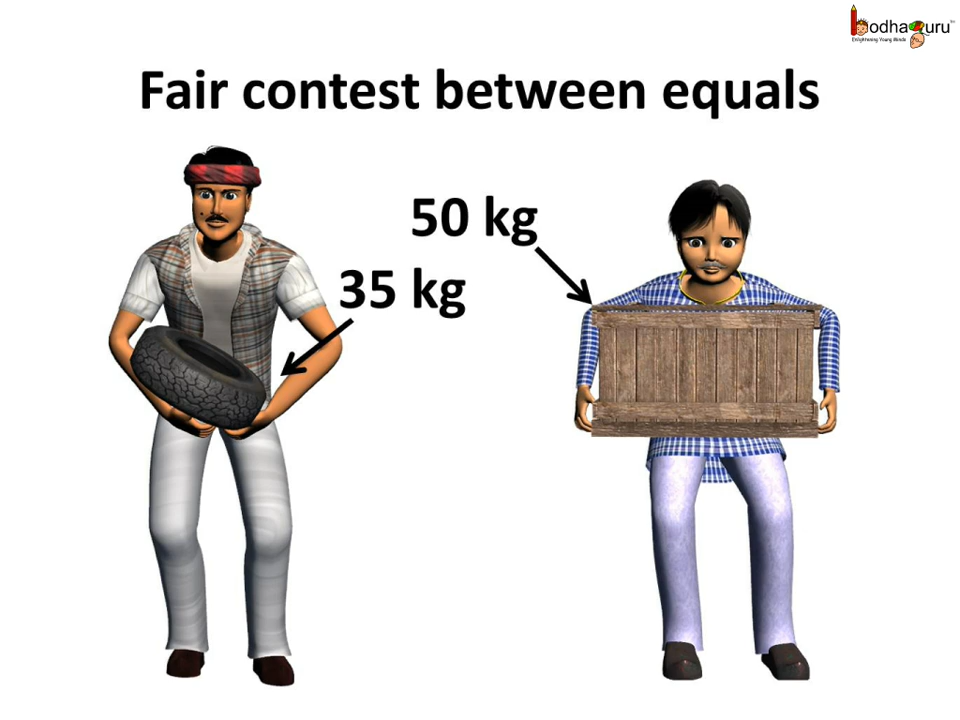 BodhaGuru
Enlightening Young Minds
Fair contest between equals
50 kg
35 kg